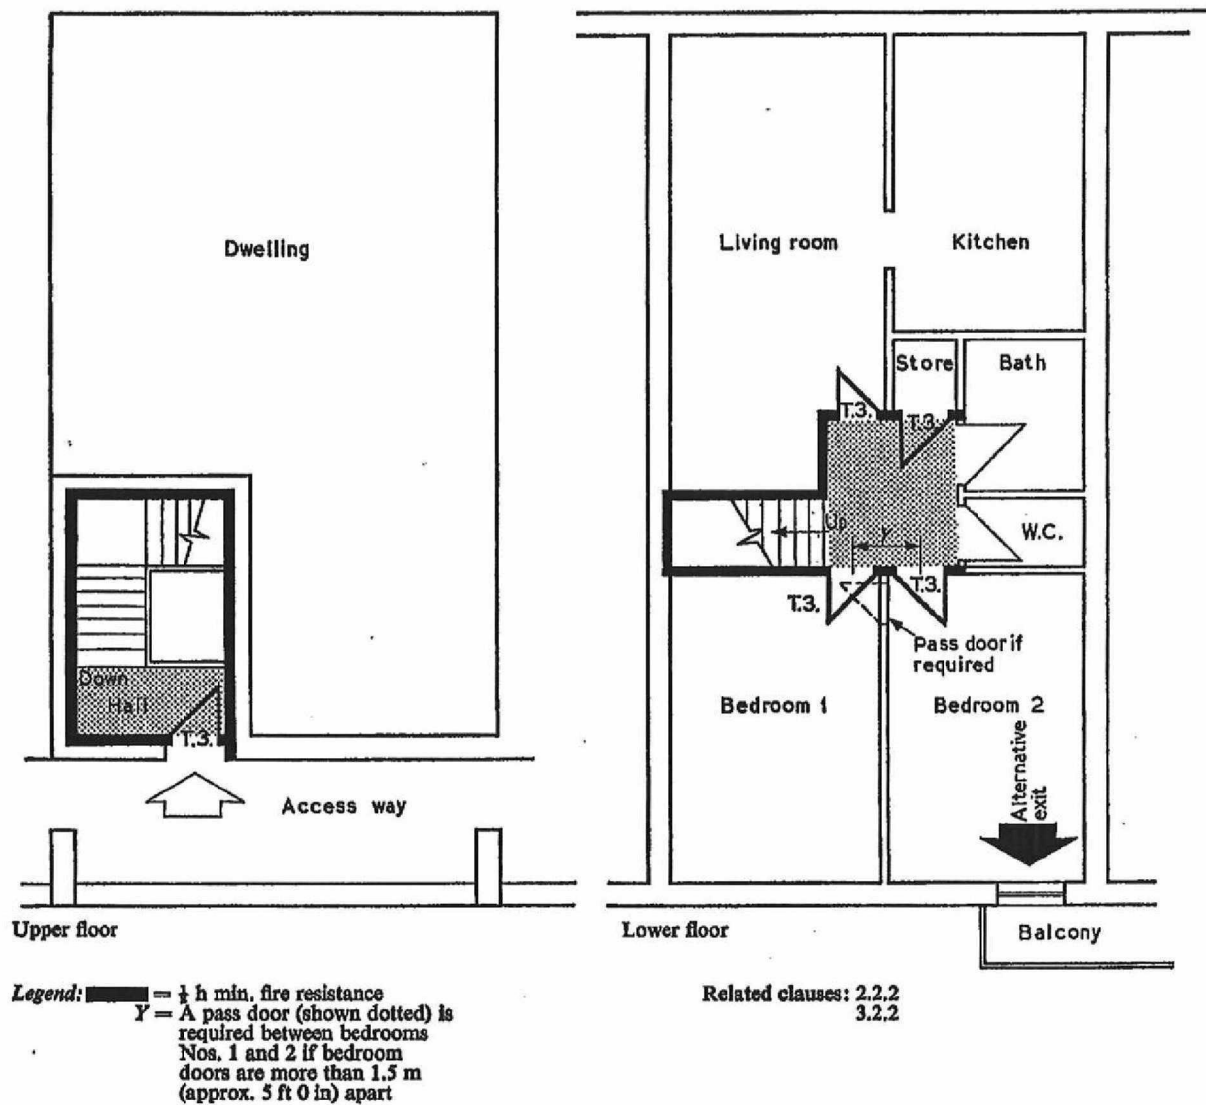 Dwelling
Down
Hall
T.3.
Access way
Upper floor
Living room
Kitchen
Store
Bath
T.3.
T.3.
Up
Y
W.C.
T.3.
T.3.
Pass door if
required
Bedroom 1
Bedroom 2
Alternative
exit
Balcony
Lower floor
Legend: = ½ h min. fire resistance
Y = A pass door (shown dotted) is
required between bedrooms
Nos. 1 and 2 if bedroom
doors are more than 1.5 m
(approx. 5 ft 0 in) apart
Related clauses: 2.2.2
3.2.2